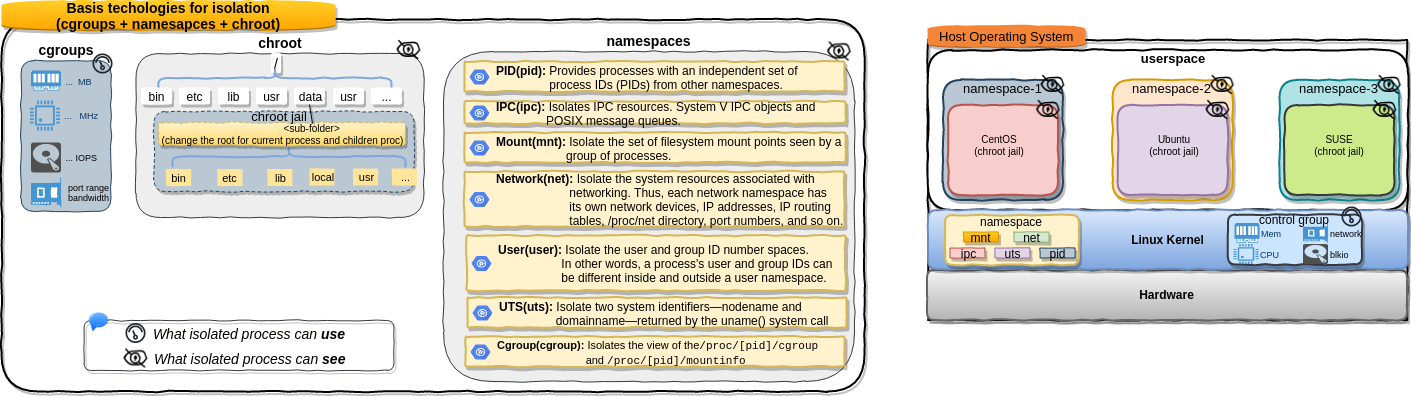 Basis techologies for isolation
(cgroups + namesapces + chroot)
cgroups
... MB
... MHz
... IOPS
port range
bandwidth
chroot
/
bin etc lib usr data usr ...
chroot jail
<sub-folder>
(change the root for current process and children proc)
bin etc lib local usr ...
What isolated process can use
What isolated process can see
namespaces
PID(pid): Provides processes with an independent set of
process IDs (PIDs) from other namespaces.
IPC(ipc): Isolates IPC resources. System V IPC objects and
POSIX message queues.
Mount(mnt): Isolate the set of filesystem mount points seen by a
group of processes.
Network(net): Isolate the system resources associated with
networking. Thus, each network namespace has
its own network devices, IP addresses, IP routing
tables, /proc/net directory, port numbers, and so on.
User(user): Isolate the user and group ID number spaces.
In other words, a process's user and group IDs can
be different inside and outside a user namespace.
UTS(uts): Isolate two system identifiers—nodename and
domainname—returned by the uname() system call
Cgroup(cgroup): Isolates the view of the/proc/[pid]/cgroup
and /proc/[pid]/mountinfo
Host Operating System
userspace
namespace-1
CentOS
(chroot jail)
namespace-2
Ubuntu
(chroot jail)
namespace-3
SUSE
(chroot jail)
namespace
mnt net
ipc uts pid
Linux Kernel
control group
Mem network
CPU blkio
Hardware